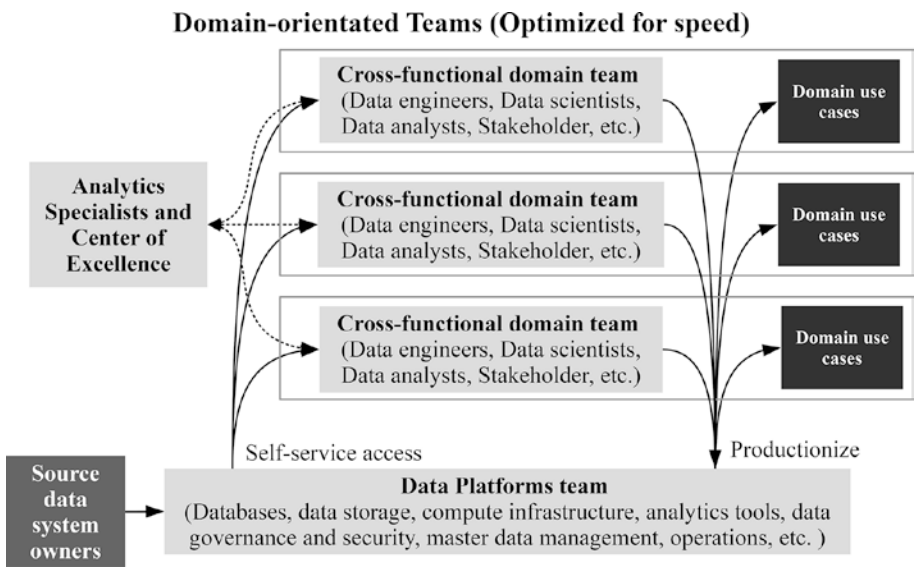 Domain-orientated Teams (Optimized for speed)
Cross-functional domain team
(Data engineers, Data scientists,
Data analysts, Stakeholder, etc.)
Domain use
cases
Analytics
Specialists and
Center of
Excellence
Cross-functional domain team
(Data engineers, Data scientists,
Data analysts, Stakeholder, etc.)
Domain use
cases
Cross-functional domain team
(Data engineers, Data scientists,
Data analysts, Stakeholder, etc.)
Domain use
cases
Self-service access
Productionize
Source
data
system
owners
Data Platforms team
(Databases, data storage, compute infrastructure, analytics tools, data
governance and security, master data management, operations, etc. )